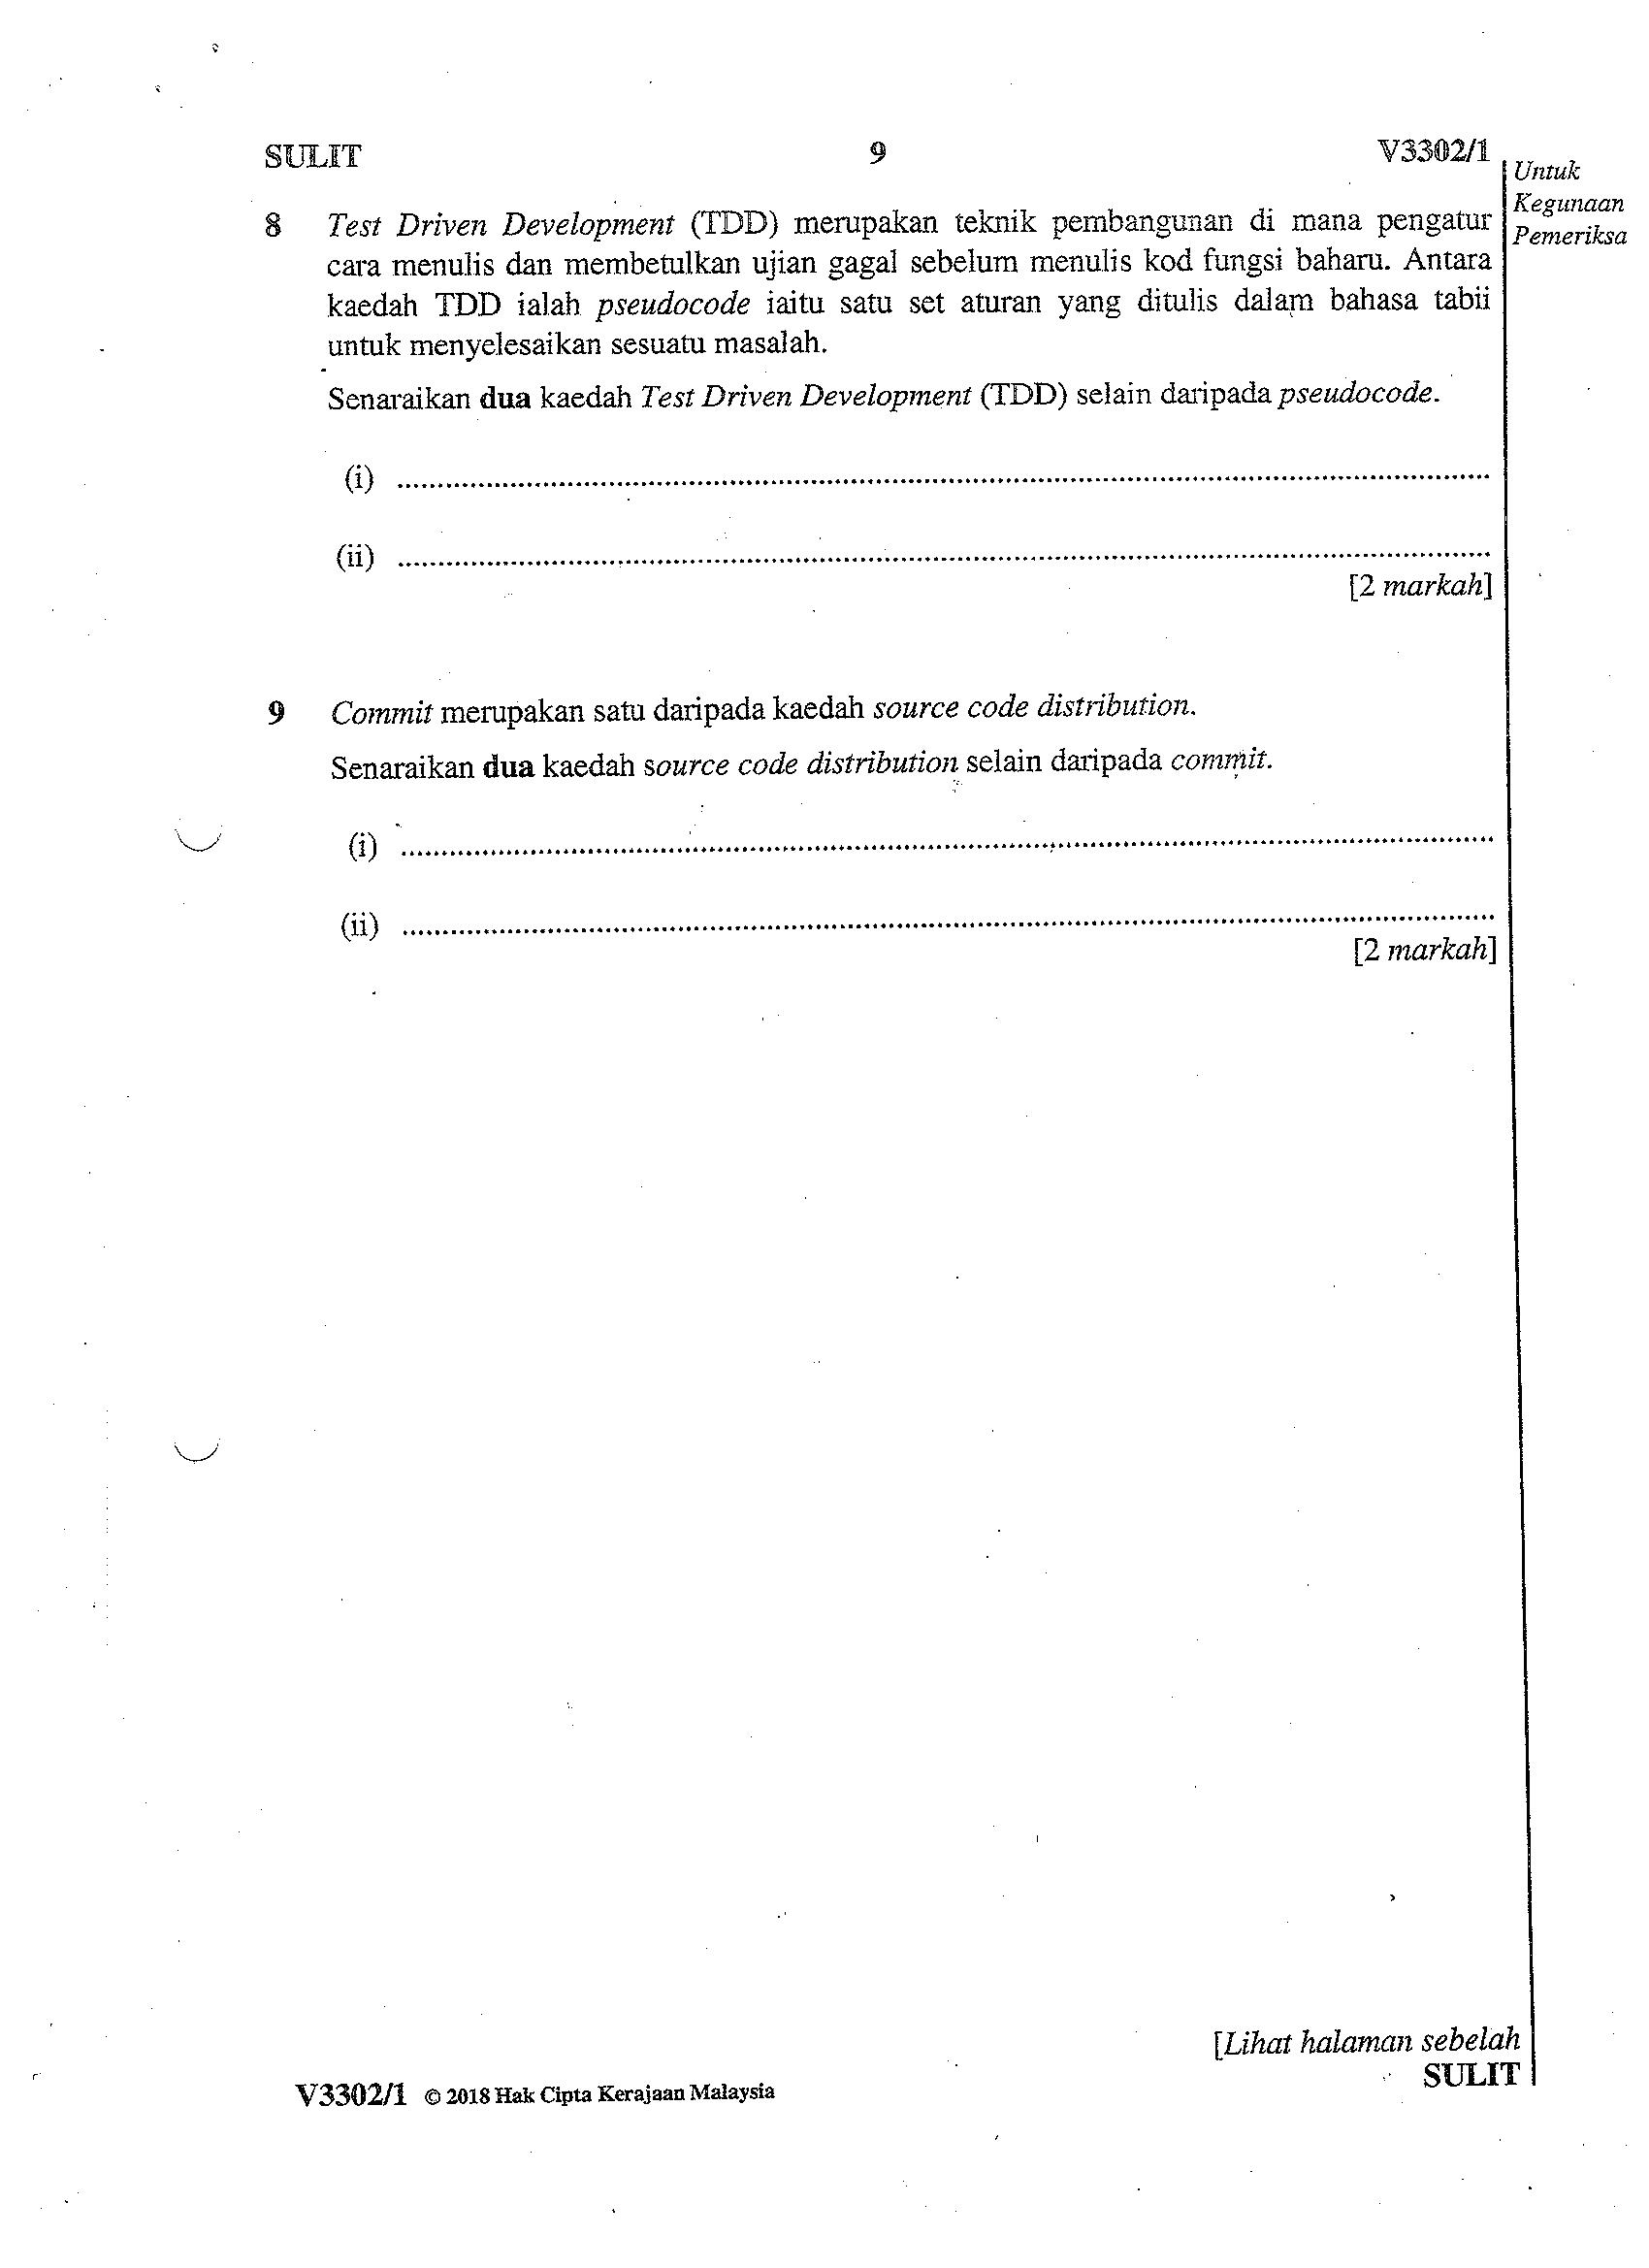 SULIT 9 V3302/1
Untuk
Kegunaan
Pemeriksa
8 Test Driven Development (TDD) merupakan teknik pembangunan di mana pengatur
cara menulis dan membetulkan ujian gagal sebelum menulis kod fungsi baharu. Antara
kaedah TDD ialah pseudocode iaitu satu set aturan yang ditulis dalam bahasa tabii
untuk menyelesaikan sesuatu masalah.
Senaraikan dua kaedah Test Driven Development (TDD) selain daripada pseudocode.
(i) ................................................................
(ii) ................................................................
[2 markah]
9 Commit merupakan satu daripada kaedah source code distribution.
Senaraikan dua kaedah source code distribution selain daripada commit.
(i) ................................................................
(ii) ................................................................
[2 markah]
[Lihat halaman sebelah
SULIT
V3302/1 © 2018 Hak Cipta Kerajaan Malaysia